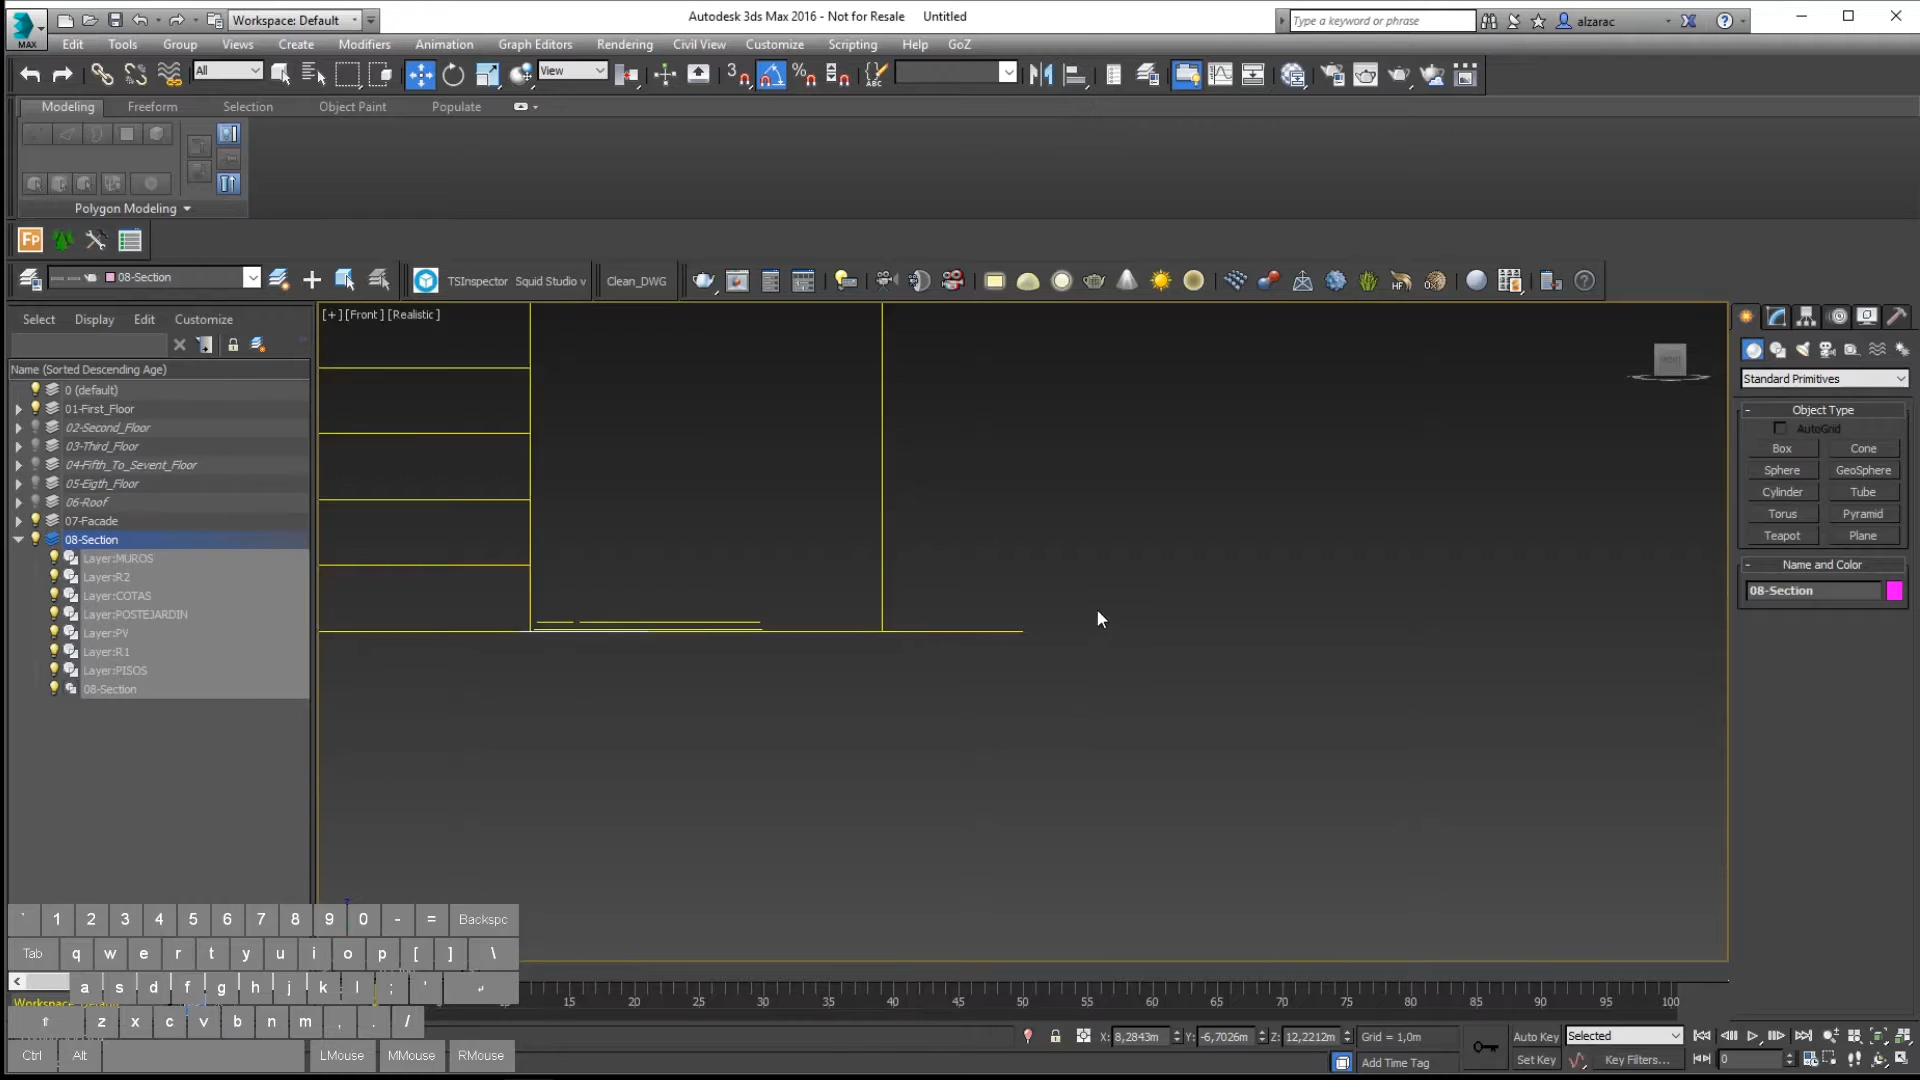 MAX
Workspace: Default
Autodesk 3ds Max 2016 - Not for Resale Untitled
Type a keyword or phrase
alzarac
Edit Tools Group Views Create Modifiers Animation Graph Editors Rendering Civil View Customize Scripting Help GoZ
All
View
3
ABC
Modeling Freeform Selection Object Paint Populate
Polygon Modeling
Fp
08-Section
TSInspector Squid Studio v Clean_DWG
HF
Select Display Edit Customize
[+] [Front] [Realistic]
FRONT
Name (Sorted Descending Age)
0 (default)
01-First_Floor
02-Second_Floor
03-Third_Floor
04-Fifth_To_Sevent_Floor
05-Eigth_Floor
06-Roof
07-Facade
08-Section
Layer:MUROS
Layer:R2
Layer:COTAS
Layer:POSTEJARDIN
Layer:PV
Layer:R1
Layer:PISOS
08-Section
Standard Primitives
Object Type
AutoGrid
Box Cone
Sphere GeoSphere
Cylinder Tube
Torus Pyramid
Teapot Plane
Name and Color
08-Section
` 1 2 3 4 5 6 7 8 9 0 - = Backspc
Tab q w e r t y u i o p [ ] \
a s d f g h j k l ; '
Workspace: Default
z x c v b n m , . /
Ctrl Alt LMouse MMouse RMouse
15 20 25 30 35 40 45 50 55 60 65 70 75 80 85 90 95 100
X: 8,2843m Y: -6,7026m Z: 12,2212m Grid = 1,0m
Add Time Tag
Auto Key Selected
Set Key Key Filters...
0